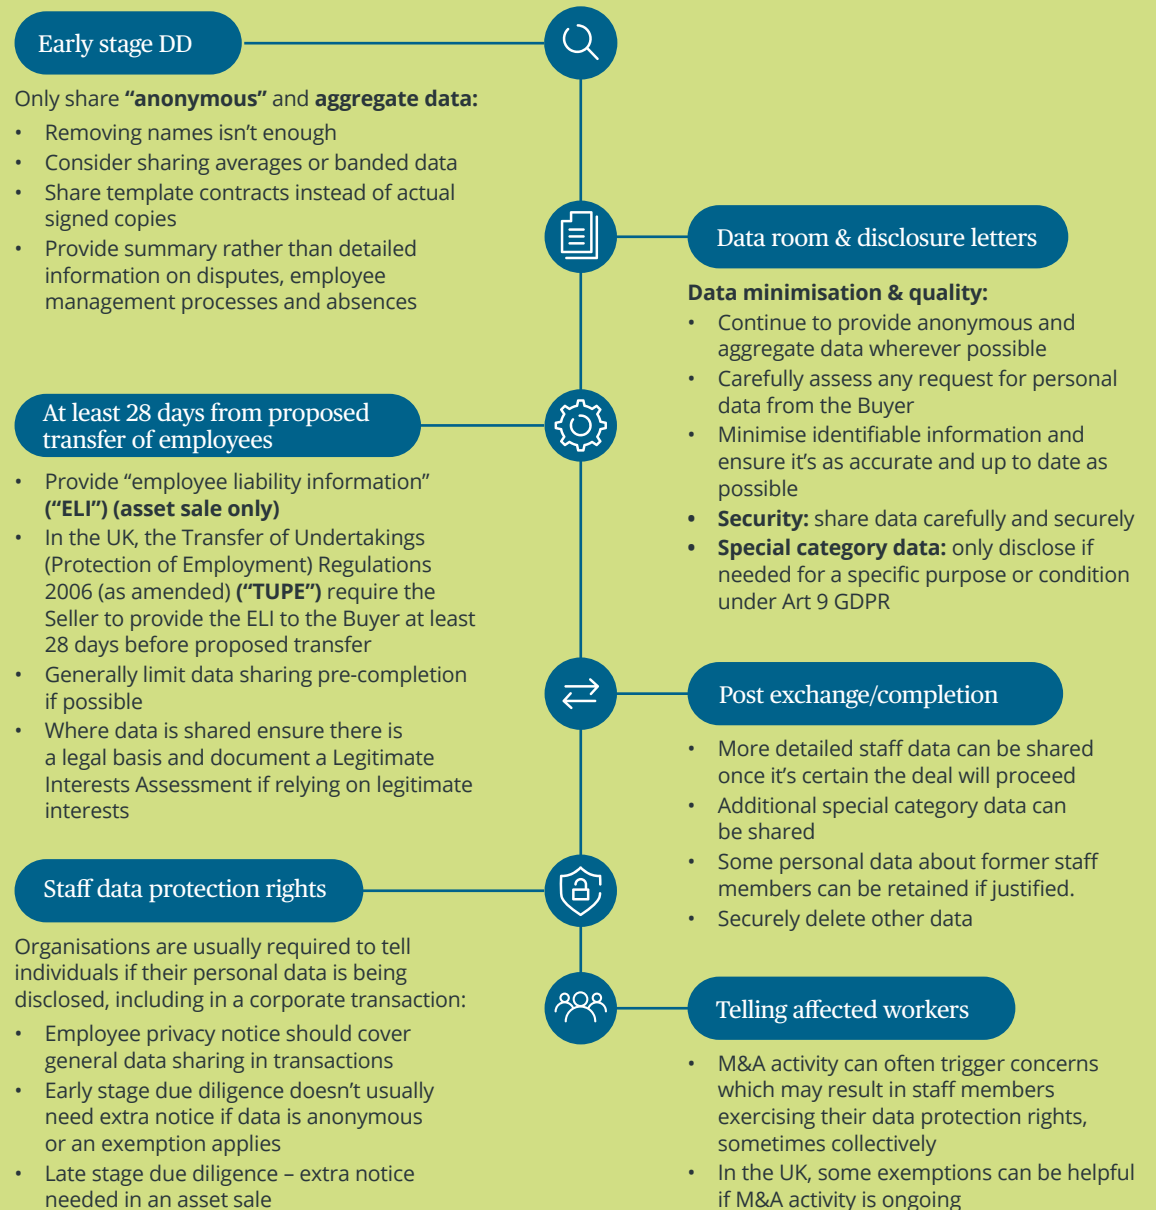 Early stage DD
Only share “anonymous” and aggregate data:
• Removing names isn’t enough
• Consider sharing averages or banded data
• Share template contracts instead of actual
signed copies
• Provide summary rather than detailed
information on disputes, employee
management processes and absences
Data room & disclosure letters
Data minimisation & quality:
• Continue to provide anonymous and
aggregate data wherever possible
• Carefully assess any request for personal
data from the Buyer
• Minimise identifiable information and
ensure it’s as accurate and up to date as
possible
• Security: share data carefully and securely
• Special category data: only disclose if
needed for a specific purpose or condition
under Art 9 GDPR
At least 28 days from proposed
transfer of employees
• Provide “employee liability information”
(“ELI”) (asset sale only)
• In the UK, the Transfer of Undertakings
(Protection of Employment) Regulations
2006 (as amended) (“TUPE”) require the
Seller to provide the ELI to the Buyer at least
28 days before proposed transfer
• Generally limit data sharing pre-completion
if possible
• Where data is shared ensure there is
a legal basis and document a Legitimate
Interests Assessment if relying on legitimate
interests
Post exchange/completion
• More detailed staff data can be shared
once it’s certain the deal will proceed
• Additional special category data can
be shared
• Some personal data about former staff
members can be retained if justified.
• Securely delete other data
Staff data protection rights
Organisations are usually required to tell
individuals if their personal data is being
disclosed, including in a corporate transaction:
• Employee privacy notice should cover
general data sharing in transactions
• Early stage due diligence doesn’t usually
need extra notice if data is anonymous
or an exemption applies
• Late stage due diligence – extra notice
needed in an asset sale
Telling affected workers
• M&A activity can often trigger concerns
which may result in staff members
exercising their data protection rights,
sometimes collectively
• In the UK, some exemptions can be helpful
if M&A activity is ongoing